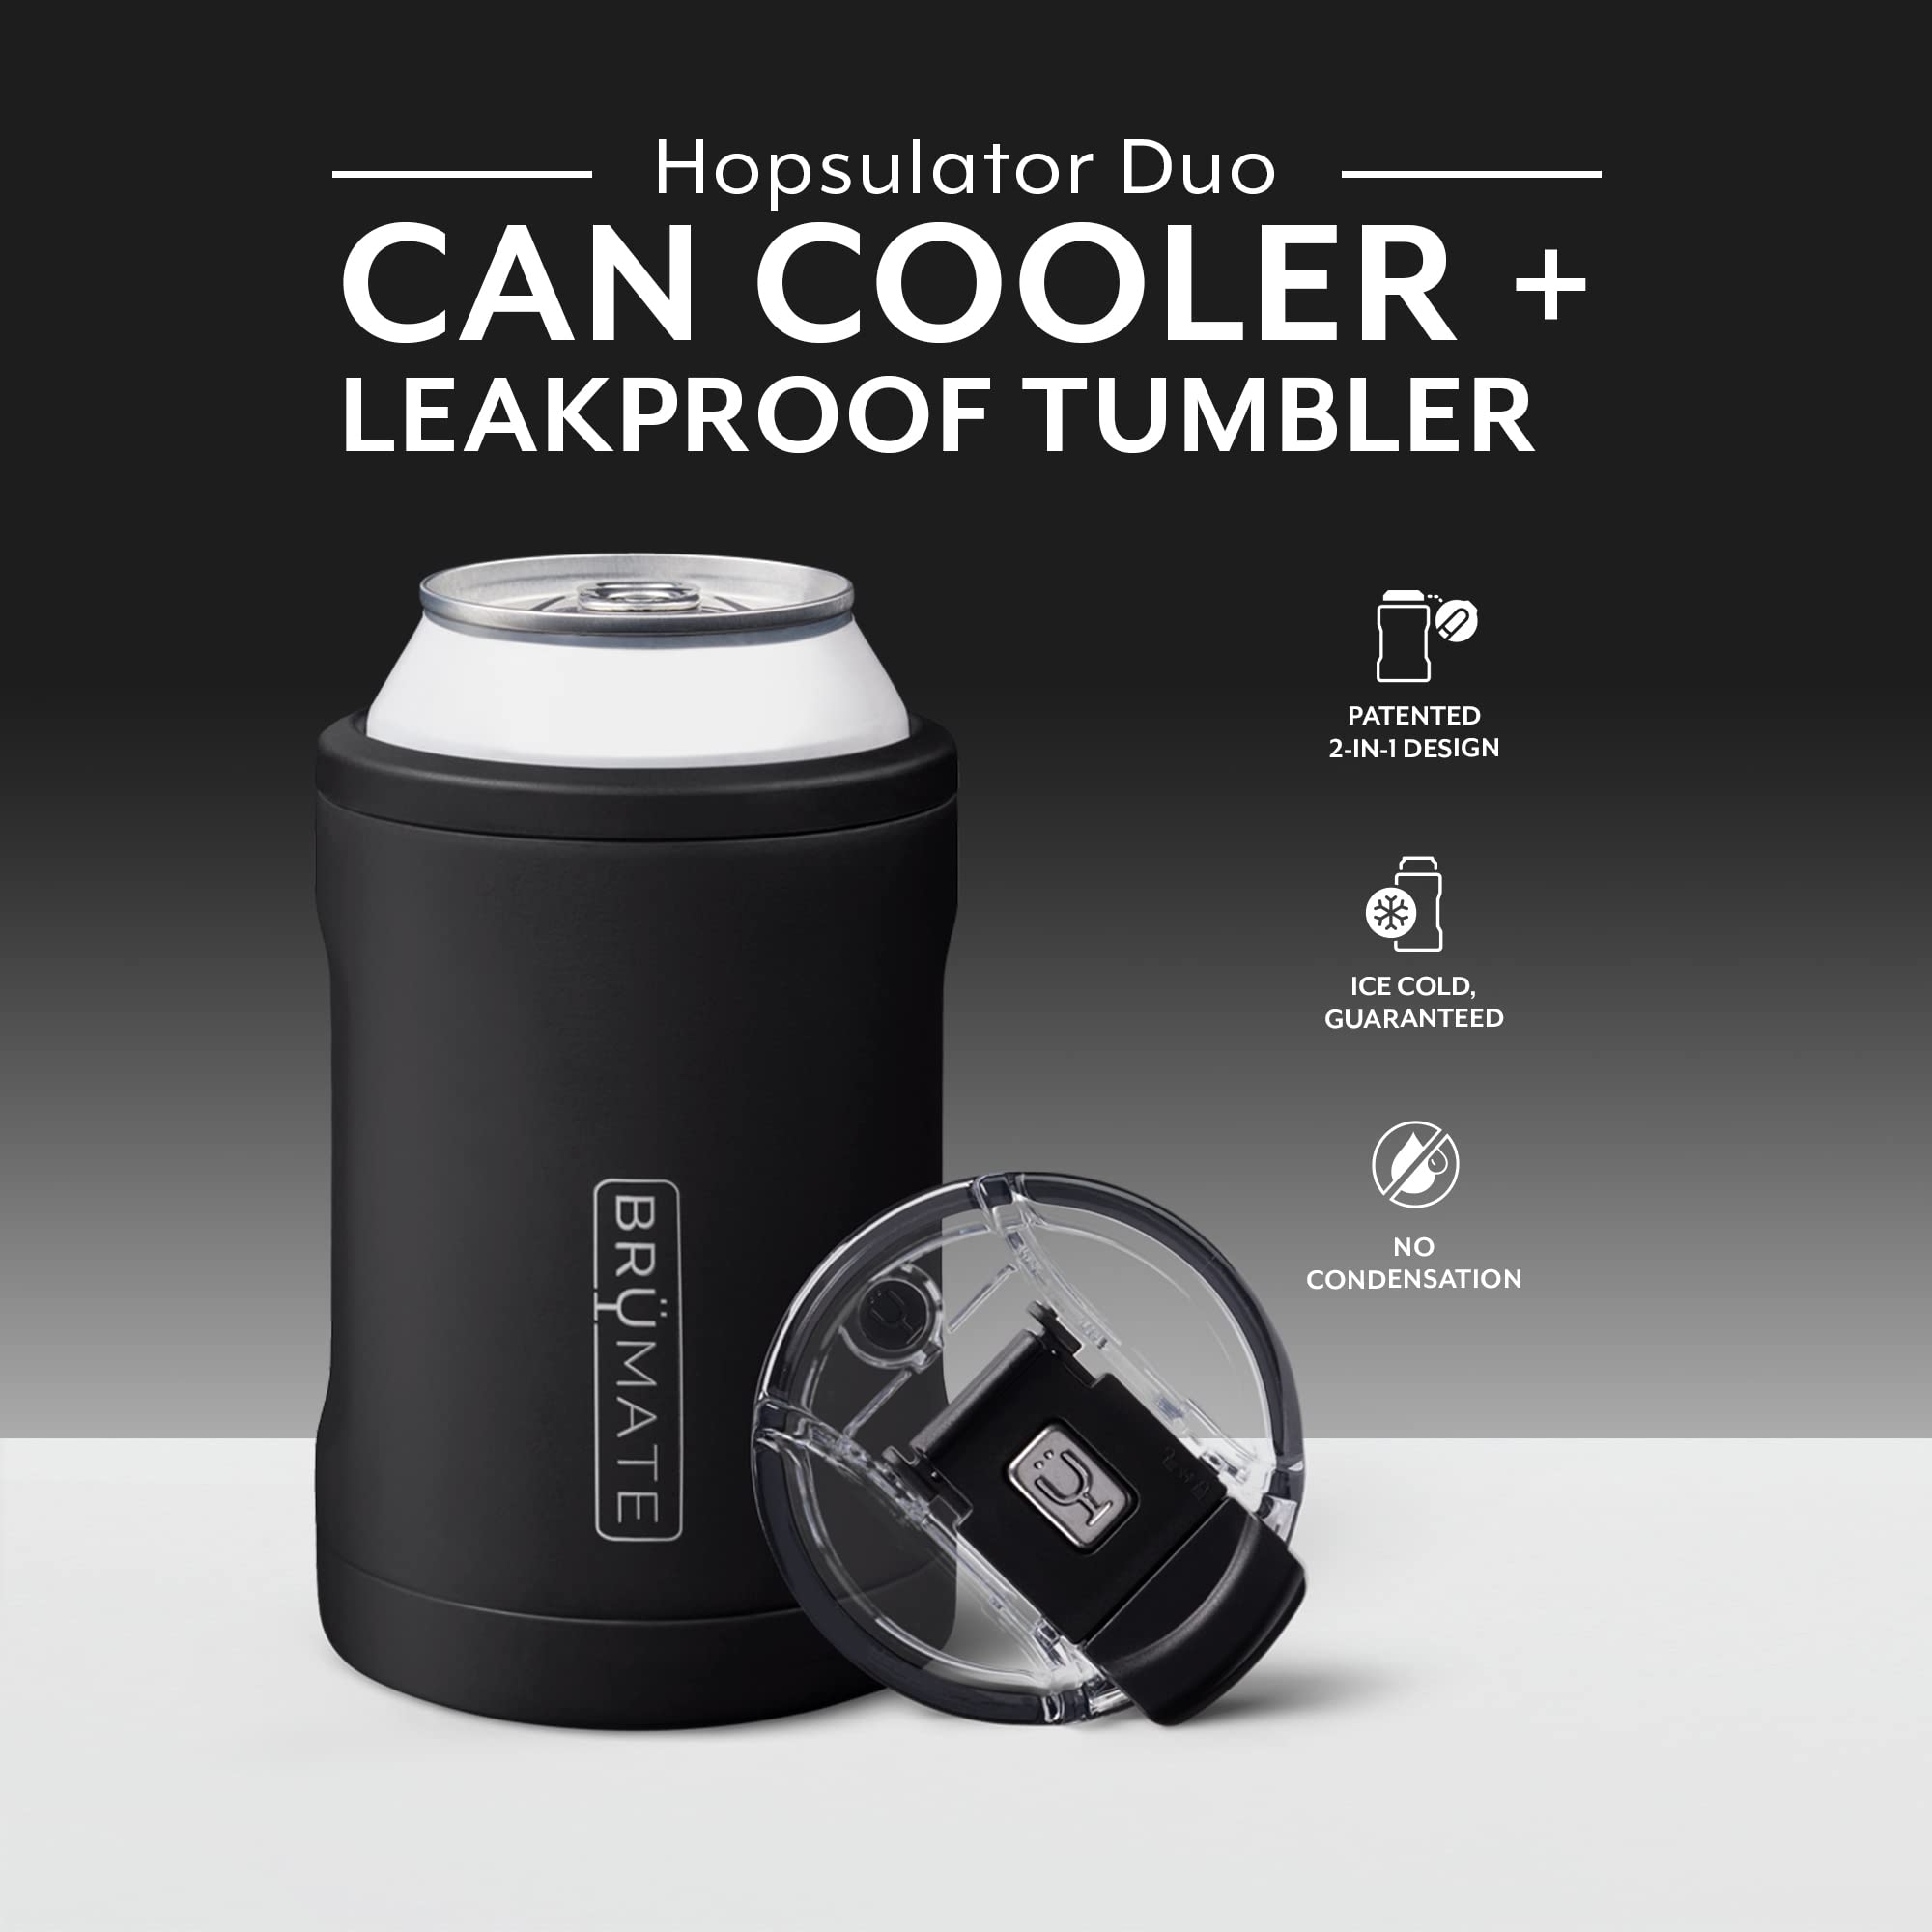 Hopsulator Duo
CAN COOLER +
LEAKPROOF TUMBLER
PATENTED
2-IN-1 DESIGN
ICE COLD,
GUARANTEED
NO
CONDENSATION
BRÜMATE